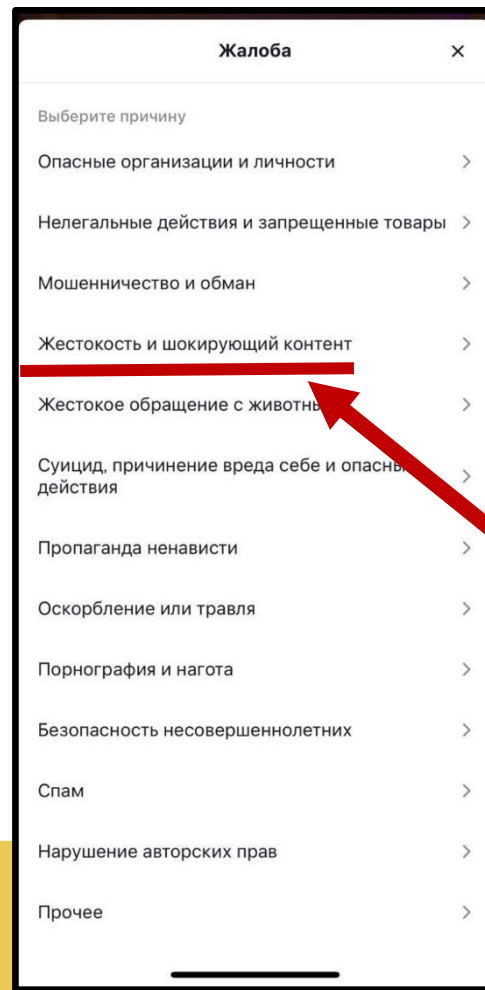 Жалоба
Выберите причину
Опасные организации и личности
Нелегальные действия и запрещенные товары
Мошенничество и обман
Жестокость и шокирующий контент
Жестокое обращение с
Суицид, причинение вреда себе и
действия
Пропаганда ненависти
Оскорбление или травля
Порнография и нагота
Безопасность несовершеннолетних
Спам
Нарушение авторских прав
Прочее